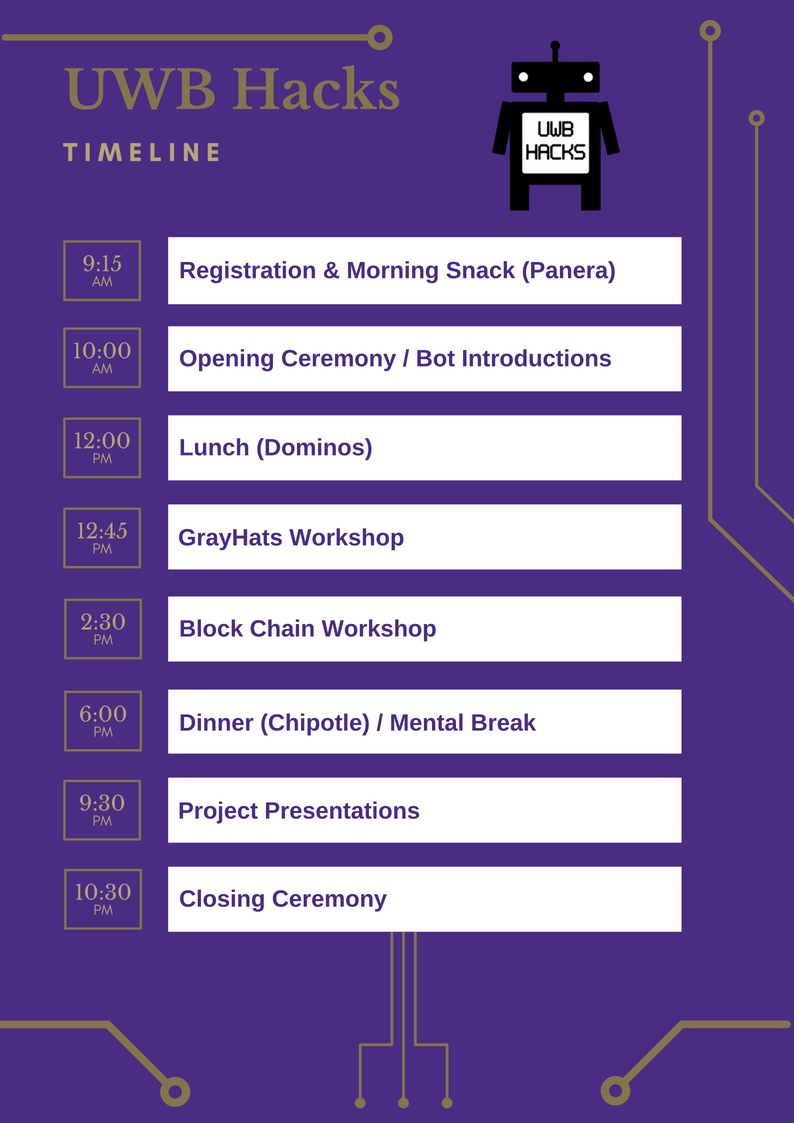 UWB Hacks
TIMELINE
UWB
HACKS
9:15
AM
Registration & Morning Snack (Panera)
10:00
AM
Opening Ceremony / Bot Introductions
12:00
PM
Lunch (Dominos)
12:45
PM
GrayHats Workshop
2:30
PM
Block Chain Workshop
6:00
PM
Dinner (Chipotle) / Mental Break
9:30
PM
Project Presentations
10:30
PM
Closing Ceremony